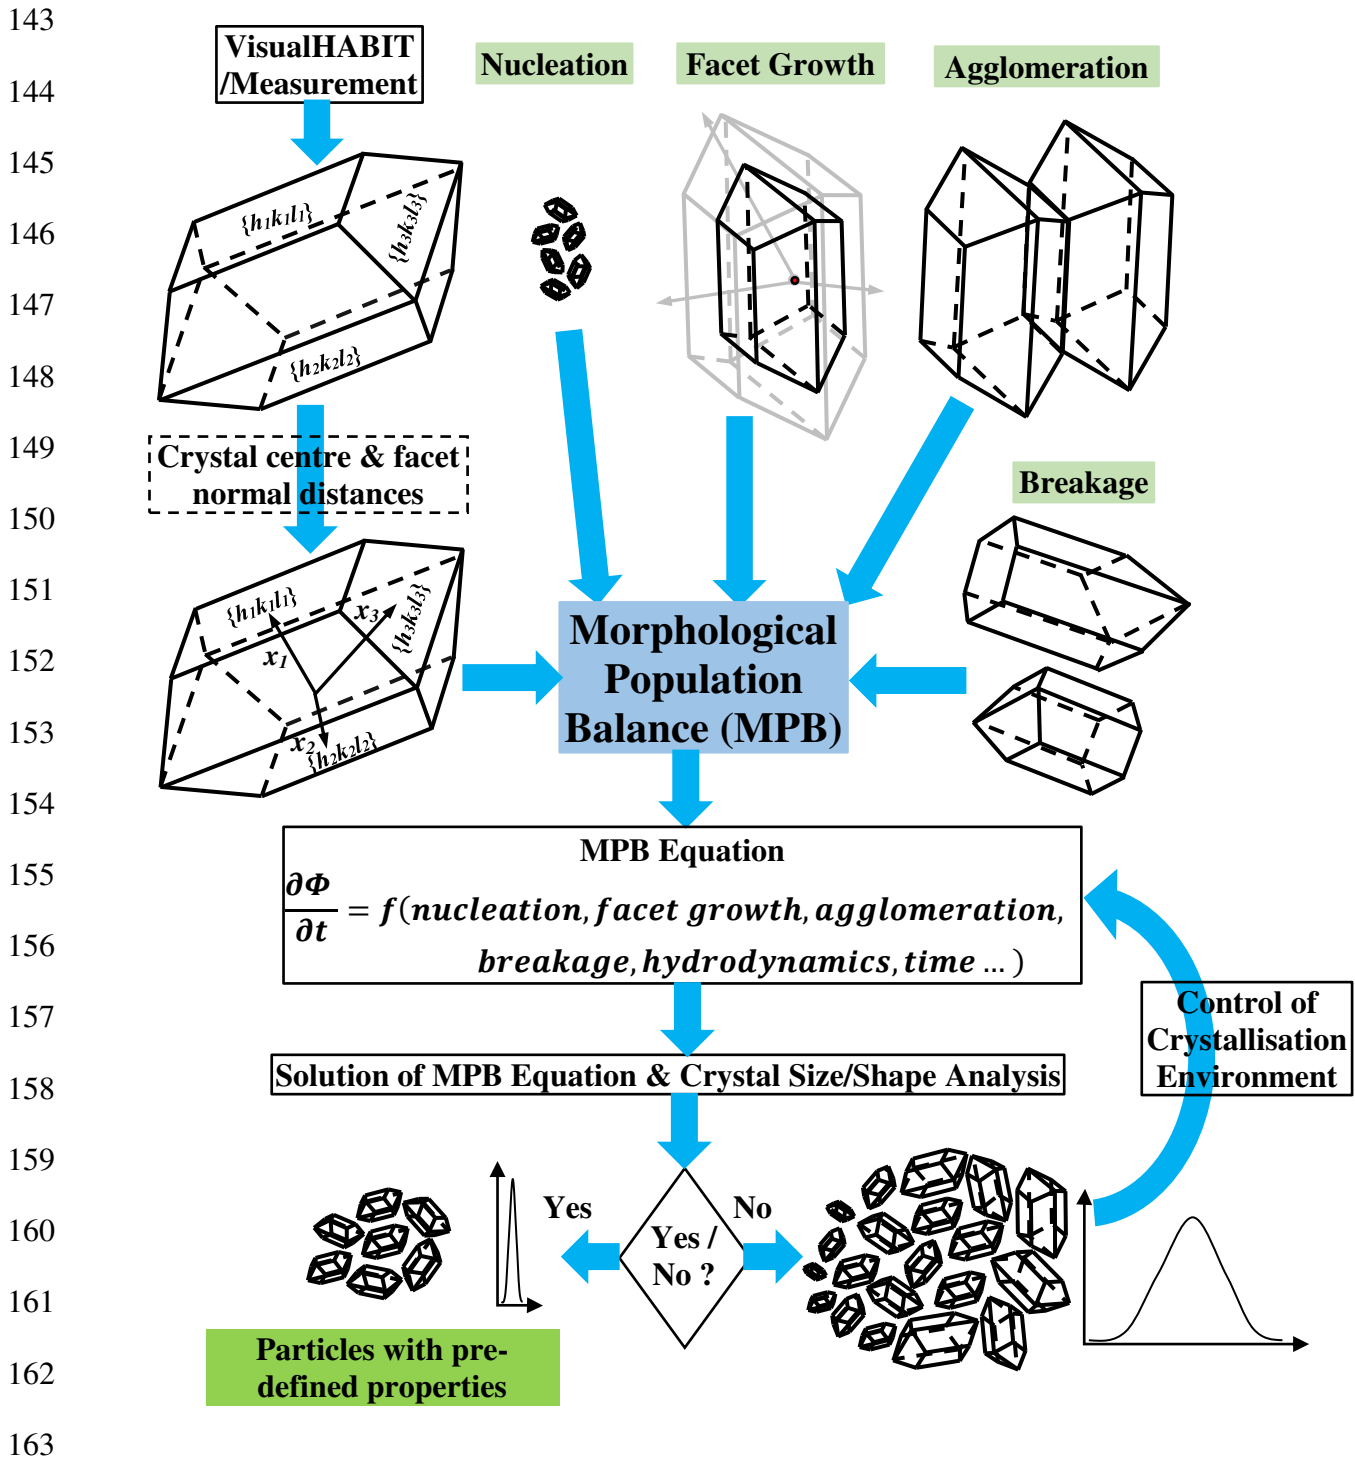 143
VisualHABIT
/Measurement
Nucleation
Facet Growth
Agglomeration
144
145
{h1k1l1}
{h3k3l3}
146
147
{h2k2l2}
148
149
Crystal centre & facet
normal distances
Breakage
150
151
{h1k1l1}
x3
{h3k3l3}
Morphological
Population
Balance (MPB)
152
x1
153
x2
{h2k2l2}
154
MPB Equation
155
∂Φ
∂t
= f(nucleation, facet growth, agglomeration,
156
breakage, hydrodynamics, time … )
157
Control of
Crystallisation
Environment
158
Solution of MPB Equation & Crystal Size/Shape Analysis
159
Yes
No
160
Yes /
No ?
161
Particles with pre-
defined properties
162
163